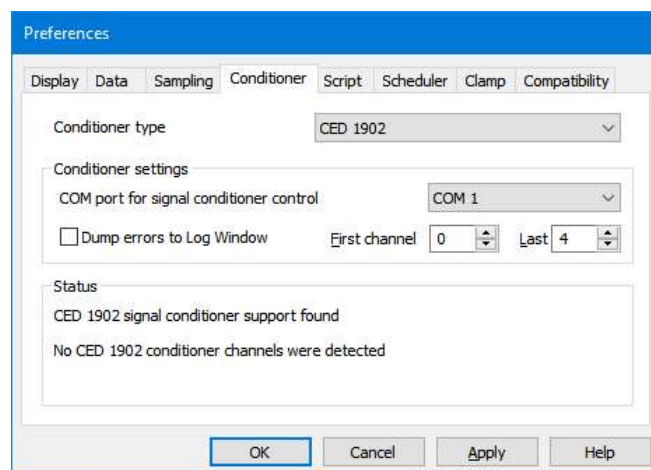 Preferences
Display Data Sampling Conditioner Script Scheduler Clamp Compatibility
Conditioner type CED 1902
Conditioner settings
COM port for signal conditioner control COM 1
Dump errors to Log Window First channel 0 Last 4
Status
CED 1902 signal conditioner support found
No CED 1902 conditioner channels were detected
OK Cancel Apply Help